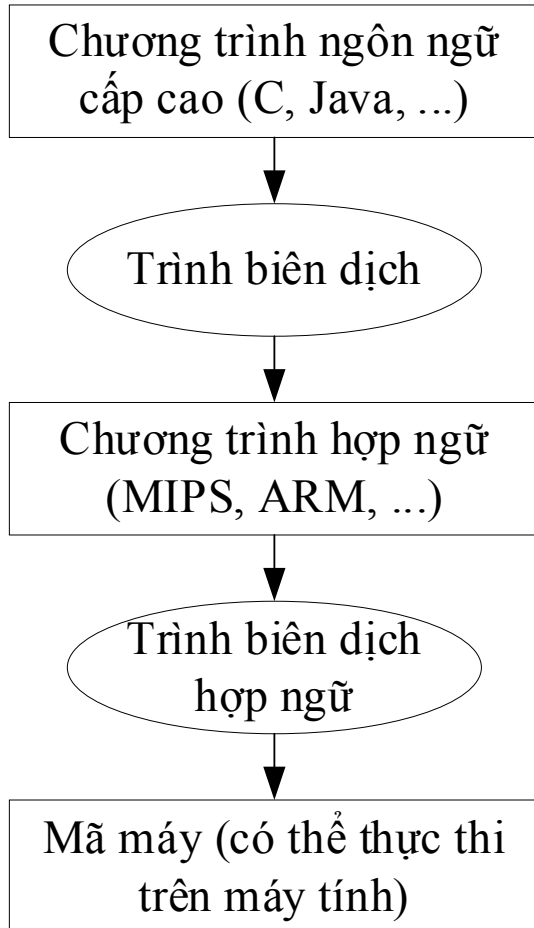 Chương trình ngôn ngữ
cấp cao (C, Java, ...)
Trình biên dịch
Chương trình hợp ngữ
(MIPS, ARM, ...)
Trình biên dịch
hợp ngữ
Mã máy (có thể thực thi
trên máy tính)